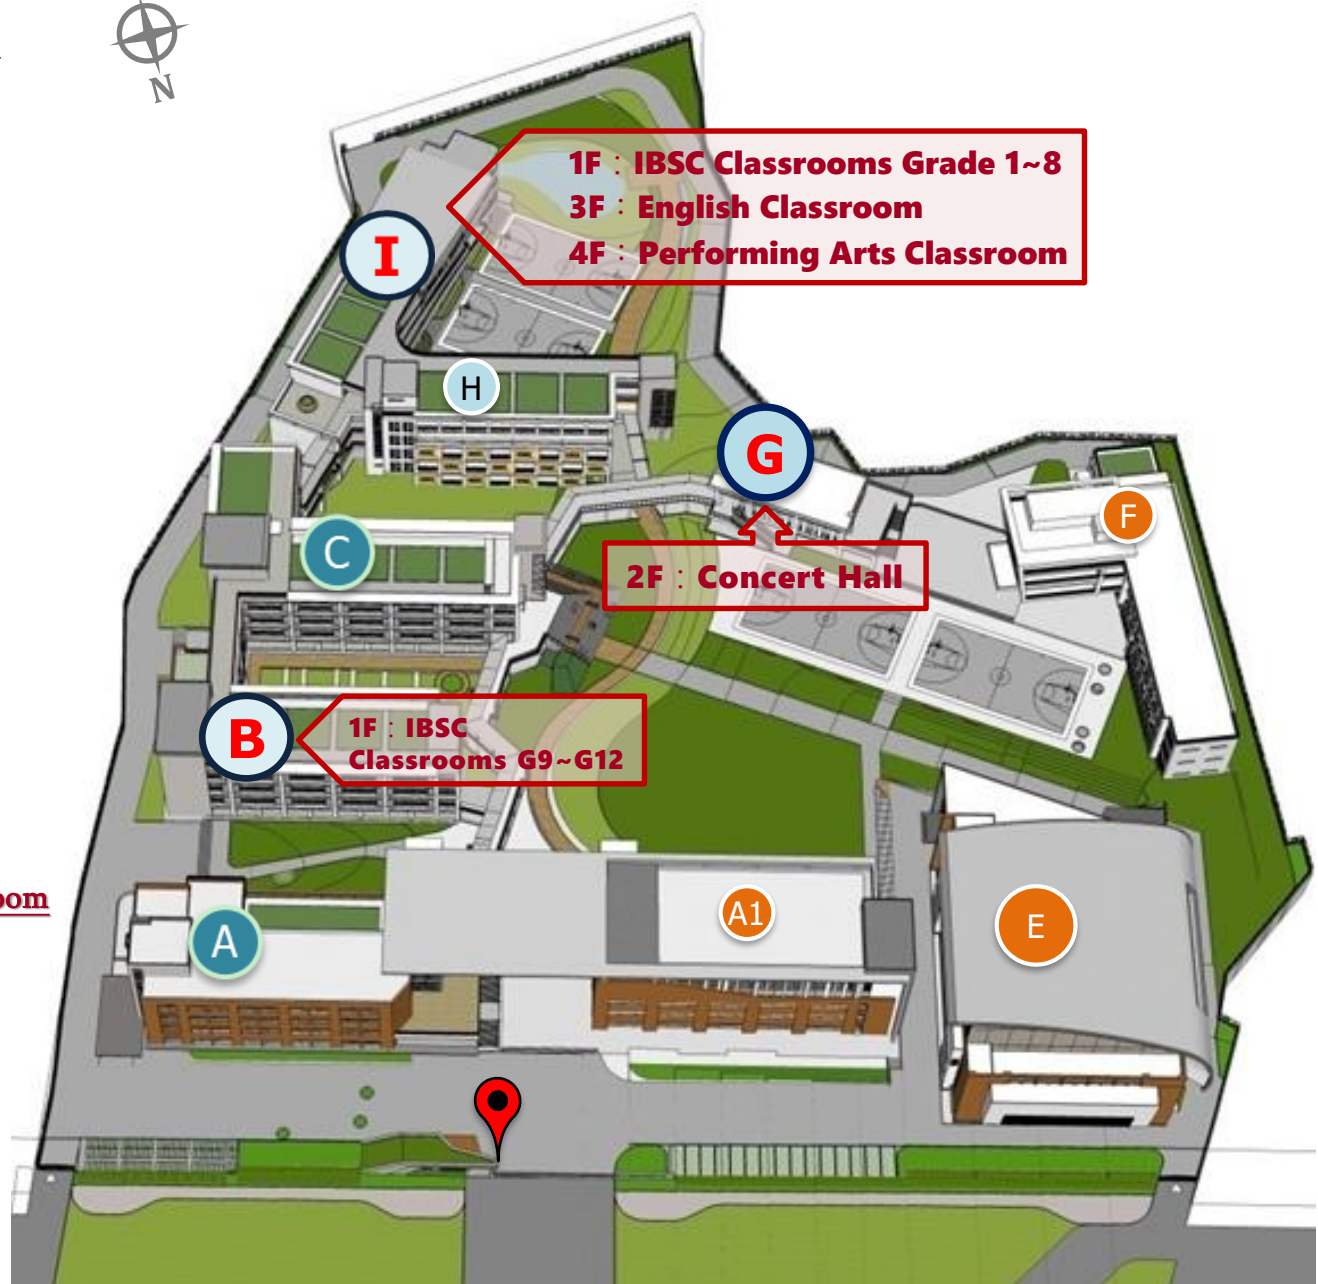 N
1F：IBSC Classrooms Grade 1~8
3F：English Classroom
4F：Performing Arts Classroom
I
H
G
F
2F：Concert Hall
C
B
1F：IBSC
Classrooms G9~G12
oom
A
A1
E